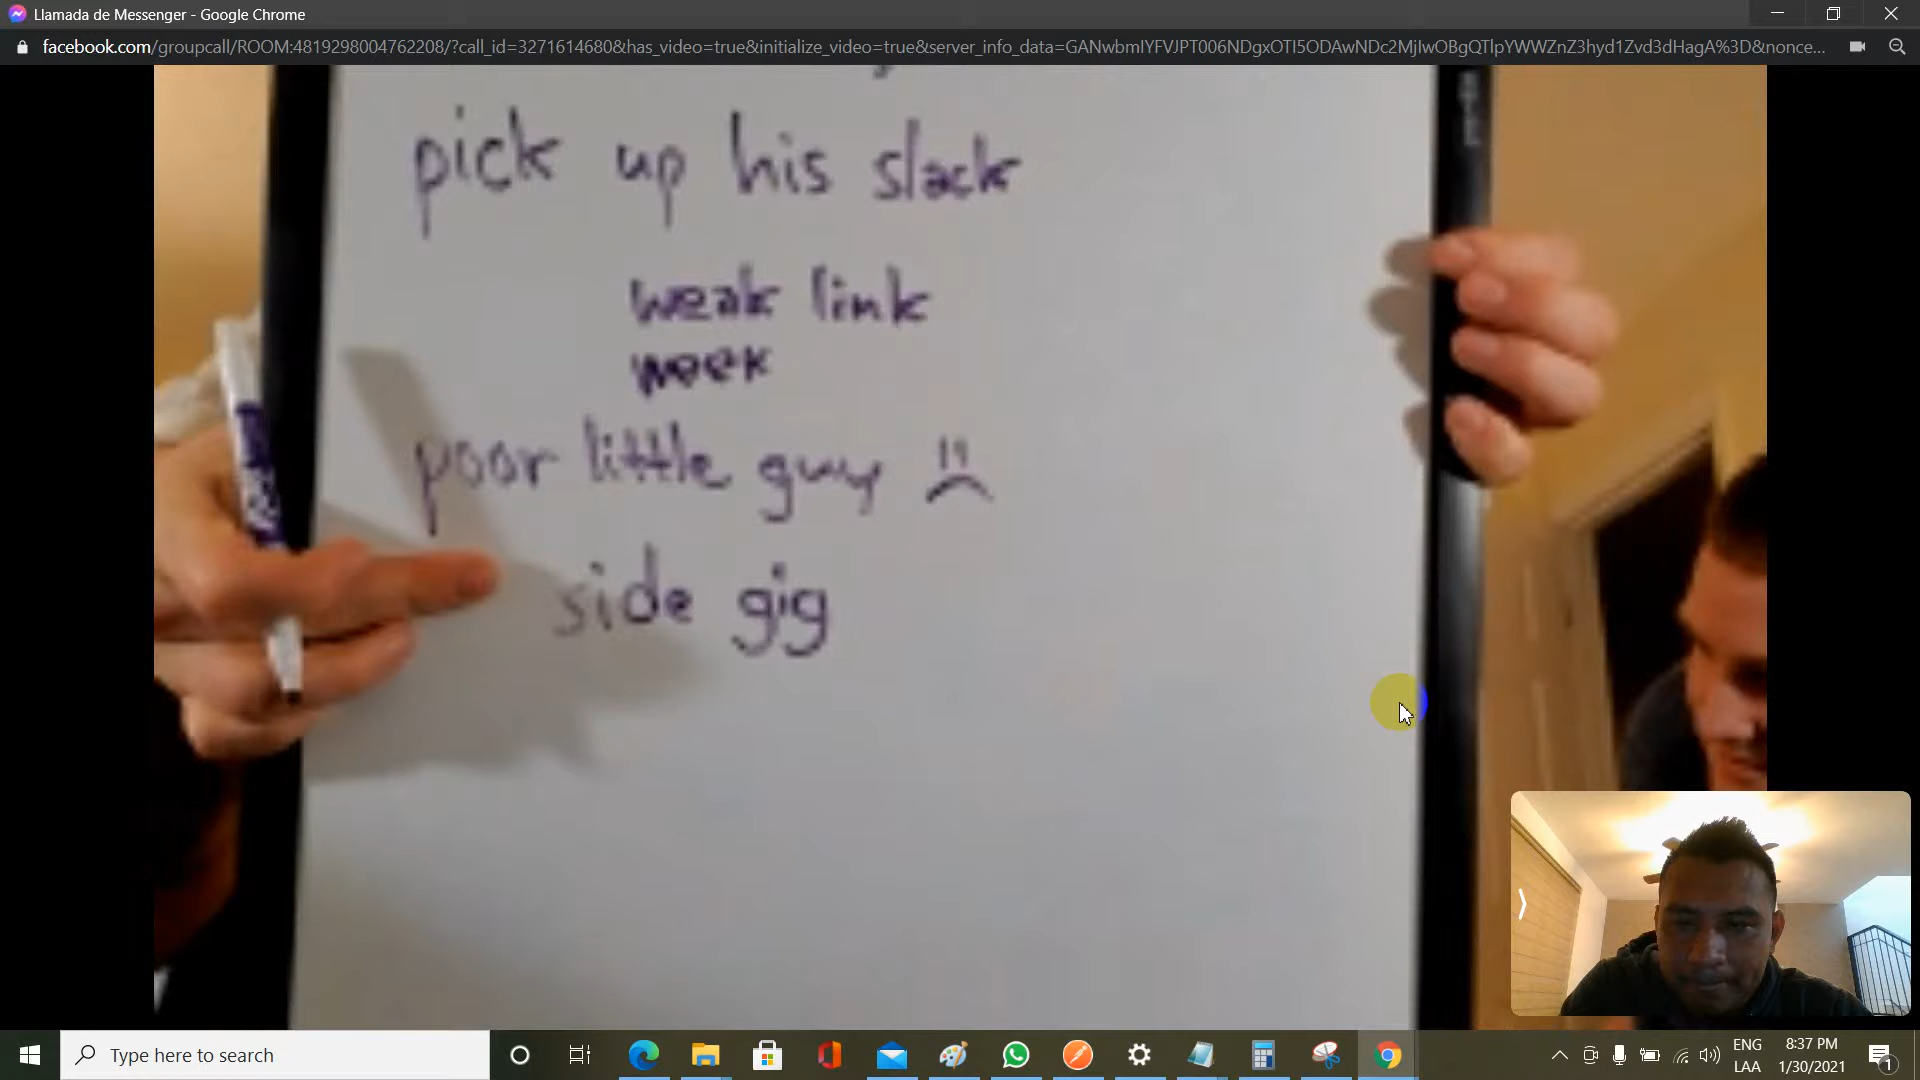 Llamada de Messenger - Google Chrome
facebook.com/groupcall/ROOM:4819298004762208/?call_id=3271614680&has_video=true&initialize_video=true&server_info_data=GANwbmIYFVJPT006NDgxOTI5ODAwNDc2MjIwOBgQTlpYWWZnZ3hyd1Zvd3dHagA%3D&nonce...
pick up his slack
weak link
week
poor little guy
side gig
Type here to search
ENG
LAA
8:37 PM
1/30/2021
1